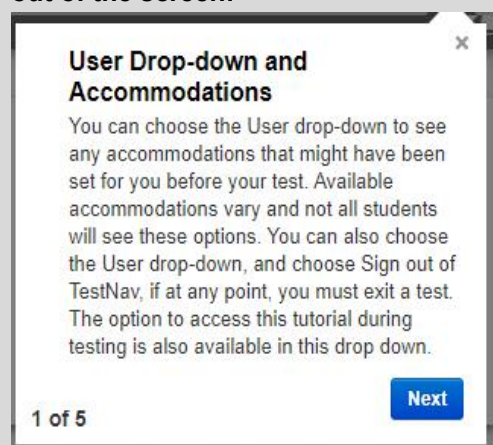 out of the screen.
×
User Drop-down and
Accommodations
You can choose the User drop-down to see
any accommodations that might have been
set for you before your test. Available
accommodations vary and not all students
will see these options. You can also choose
the User drop-down, and choose Sign out of
TestNav, if at any point, you must exit a test.
The option to access this tutorial during
testing is also available in this drop down.
Next
1 of 5